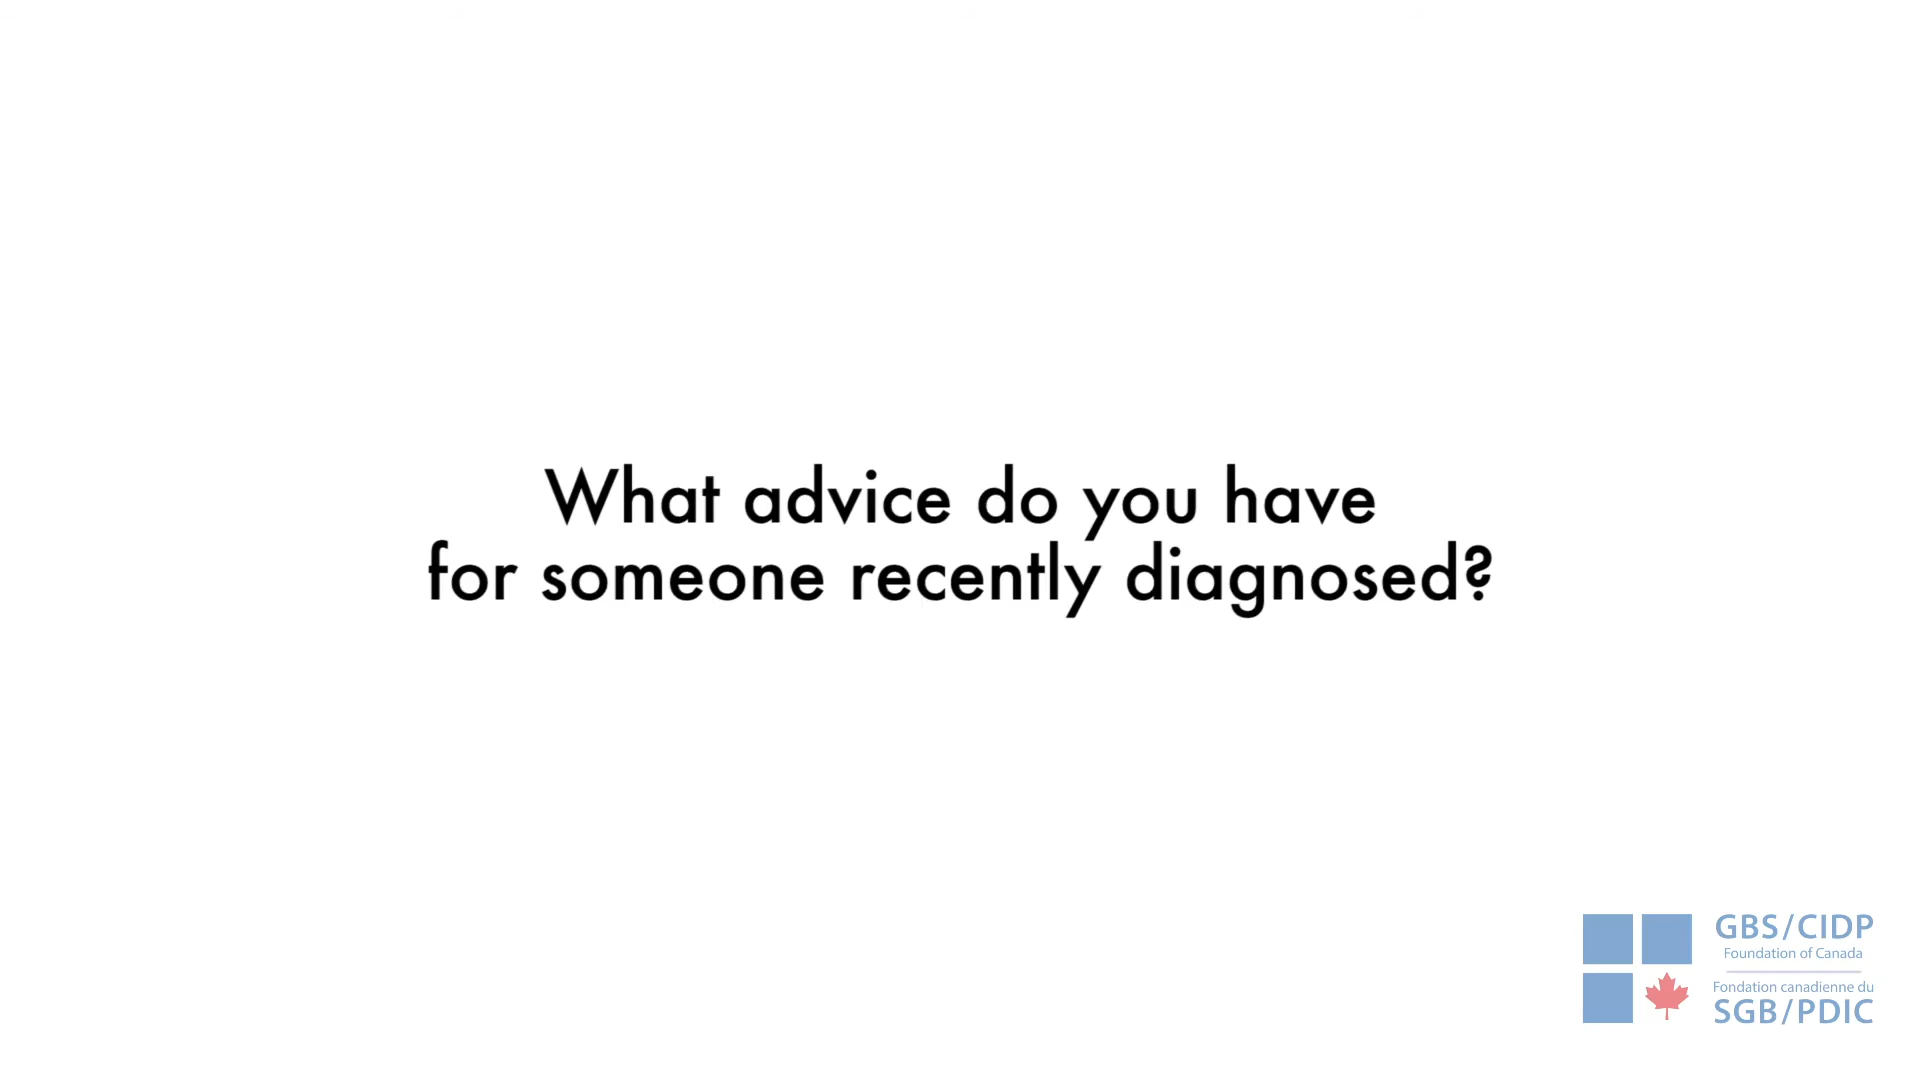 What advice do you have
for someone recently diagnosed?
GBS/CIDP
Foundation of Canada
Fondation canadienne du
SGB/PDIC